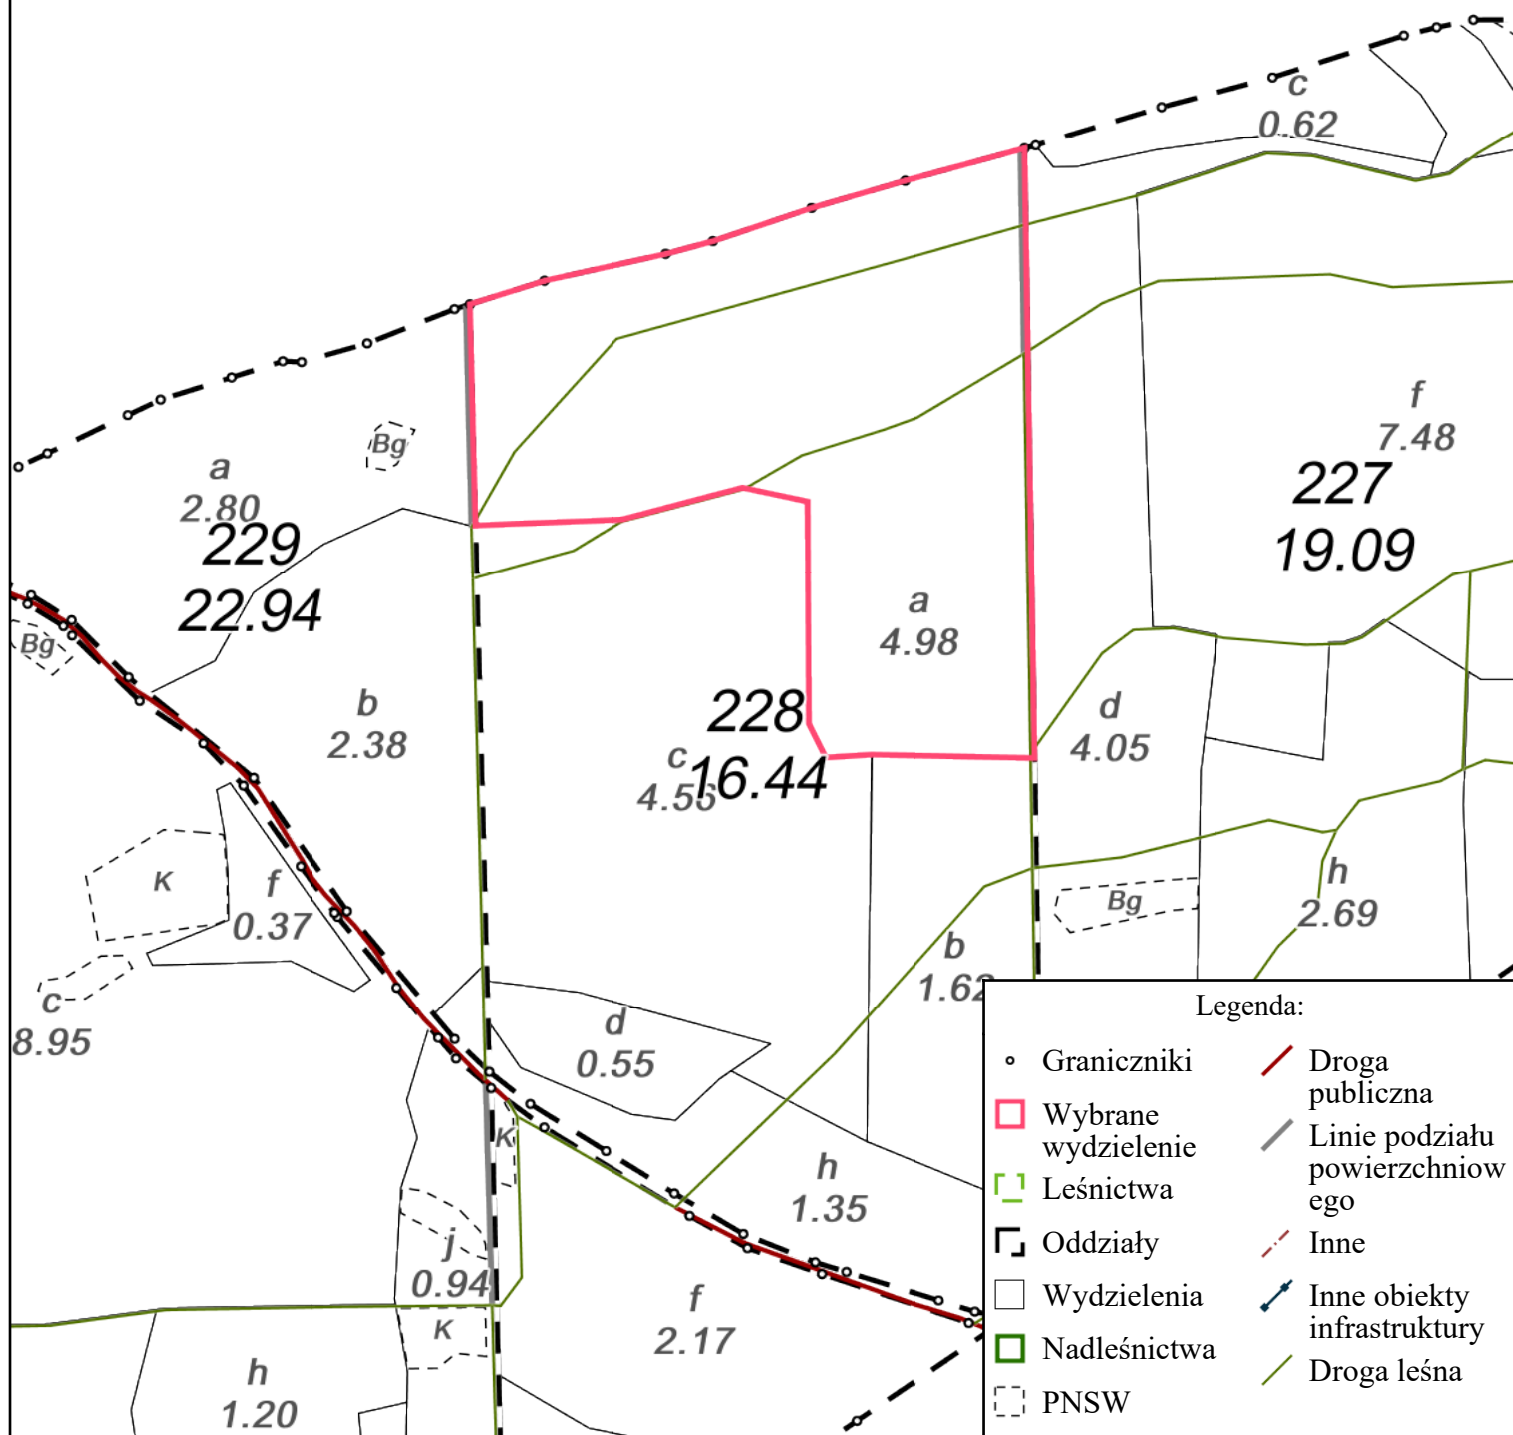 c
0.62
f
7.48
227
19.09
Bg
a
2.80
229
22.94
Bg
a
4.98
b
2.38
228
16.44
c
4.56
d
4.05
K
f
0.37
h
2.69
Bg
b
1.62
c
8.95
d
0.55
K
h
1.35
j
0.94
K
f
2.17
h
1.20
Legenda:
Graniczniki
Wybrane
wydzielenie
Leśnictwa
Oddziały
Wydzielenia
Nadleśnictwa
PNSW
Droga
publiczna
Linie podziału
powierzchniow
ego
Inne
Inne obiekty
infrastruktury
Droga leśna